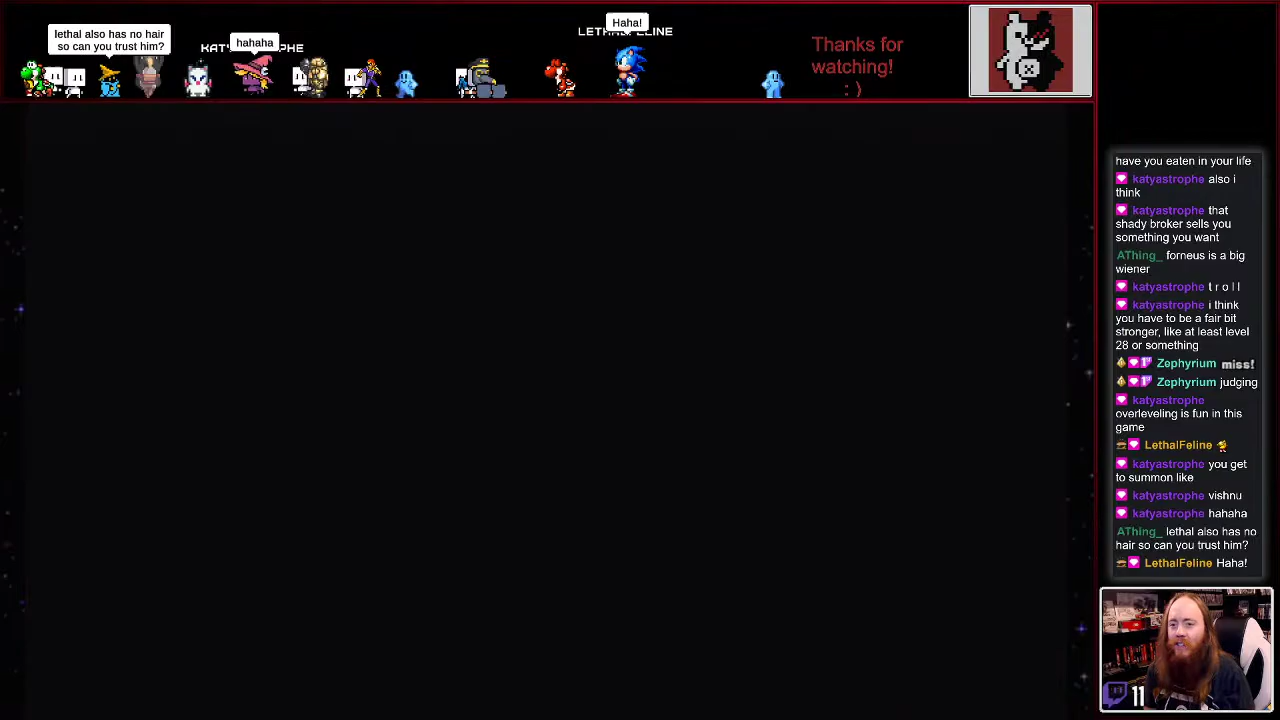 lethal also has no hair
so can you trust him?
hahaha
Haha!
Thanks for
watching!
:)
have you eaten in your life
katyastrophe also i
think
katyastrophe that
shady broker sells you
something you want
AThing_ forneus is a big
wiener
katyastrophe t r o l l
katyastrophe i think
you have to be a fair bit
stronger, like at least level
28 or something
Zephyrium miss!
Zephyrium judging
katyastrophe
overleveling is fun in this
game
LethalFeline
katyastrophe you get
to summon like
katyastrophe vishnu
katyastrophe hahaha
AThing_ lethal also has no
hair so can you trust him?
LethalFeline Haha!
11